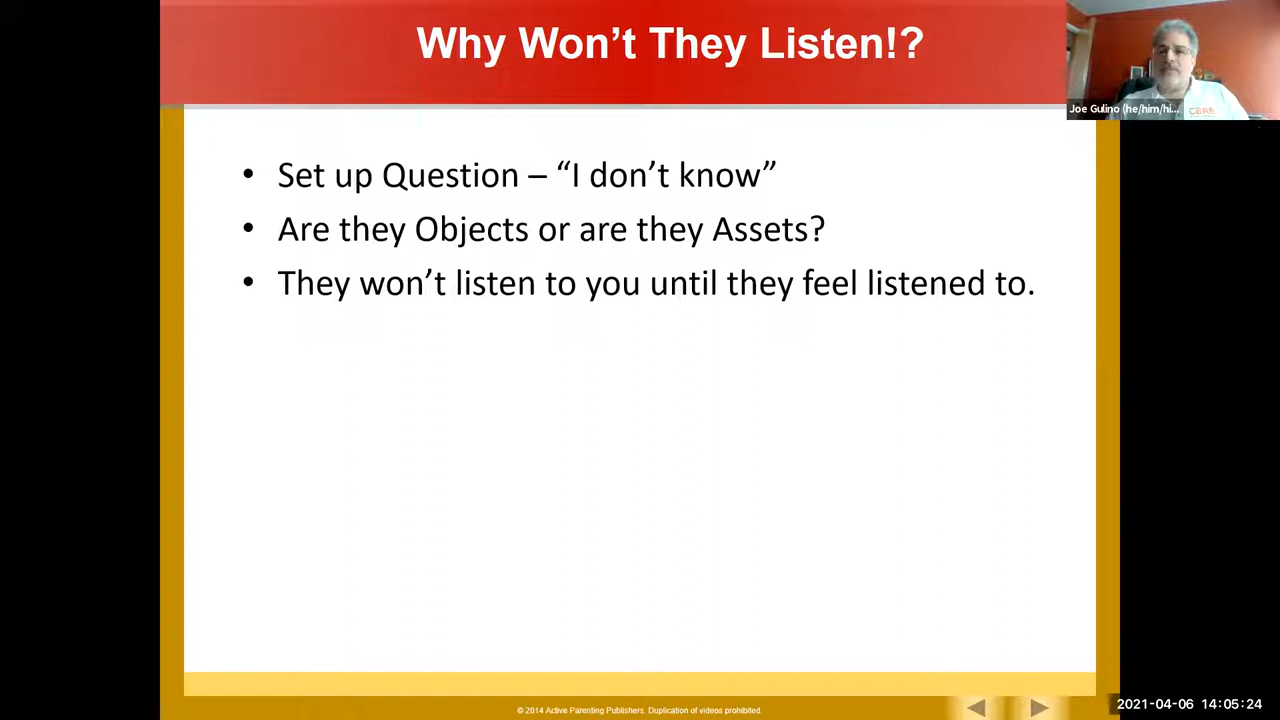 Why Won’t They Listen!?
Joe Gulino (he/him/hi...
CARE
• Set up Question – “I don’t know”
• Are they Objects or are they Assets?
• They won’t listen to you until they feel listened to.
© 2014 Active Parenting Publishers. Duplication of videos prohibited.
2021-04-06 14:05:24